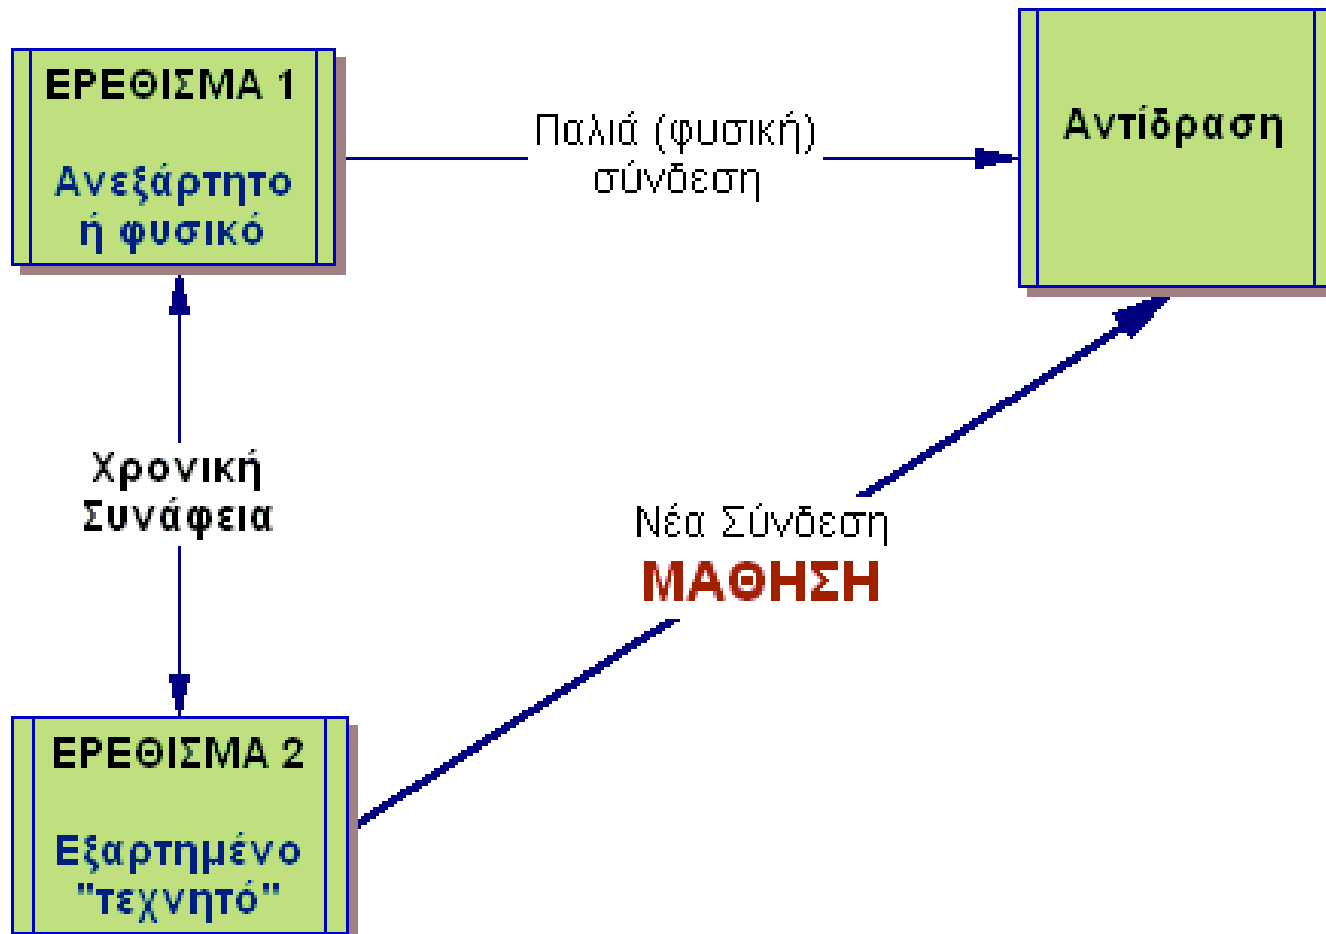 ΕΡΕΘΙΣΜΑ 1
Ανεξάρτητο
ή φυσικό
Παλιά (φυσική)
σύνδεση
Αντίδραση
Χρονική
Συνάφεια
Νέα Σύνδεση
ΜΑΘΗΣΗ
ΕΡΕΘΙΣΜΑ 2
Εξαρτημένο
"τεχνητό"